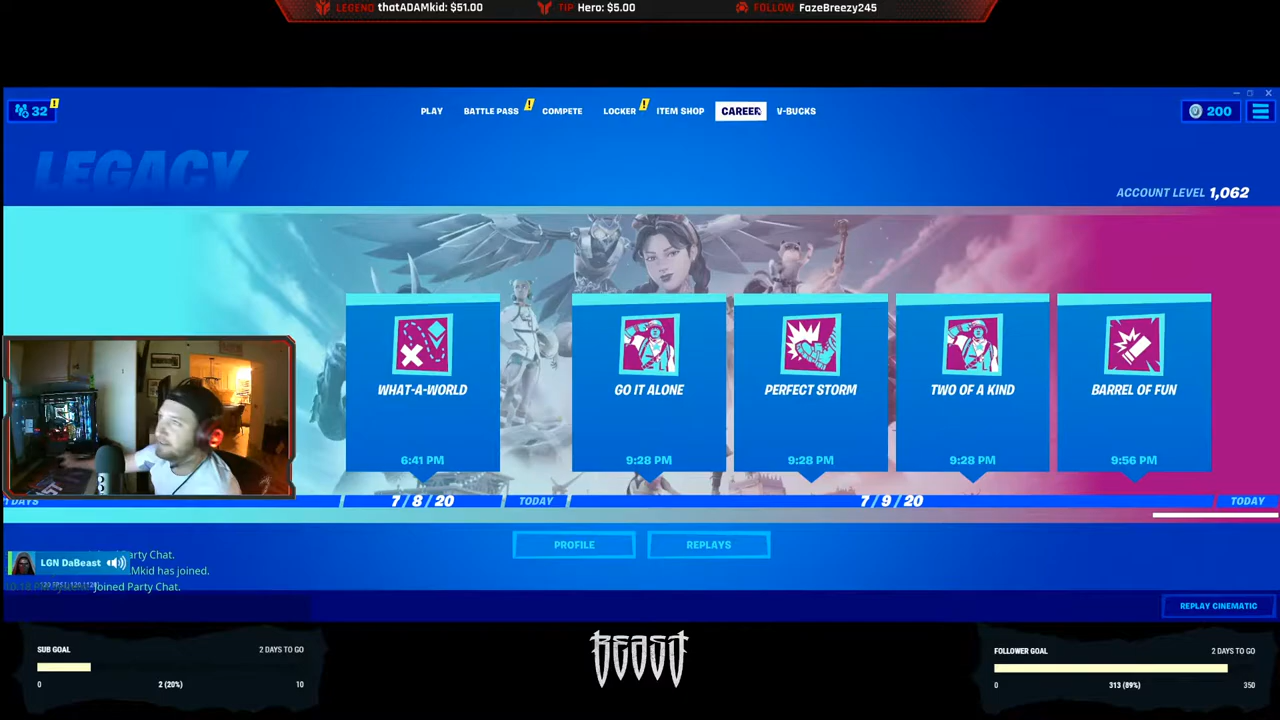 LEGEND thatADAMkid: $51.00
TIP Hero: $5.00
FOLLOW FazeBreezy245
32
PLAY
BATTLE PASS
COMPETE
LOCKER
ITEM SHOP
CAREER
V-BUCKS
200
LEGACY
ACCOUNT LEVEL 1,062
WHAT-A-WORLD
6:41 PM
GO IT ALONE
9:28 PM
PERFECT STORM
9:28 PM
TWO OF A KIND
9:28 PM
BARREL OF FUN
9:56 PM
DAYS
7/8/20
TODAY
7/9/20
TODAY
PROFILE
REPLAYS
arty Chat.
LGN DaBeast
Mkid has joined.
Joined Party Chat.
REPLAY CINEMATIC
SUB GOAL
2 DAYS TO GO
0
2 (20%)
10
BEAST
FOLLOWER GOAL
2 DAYS TO GO
0
313 (89%)
350